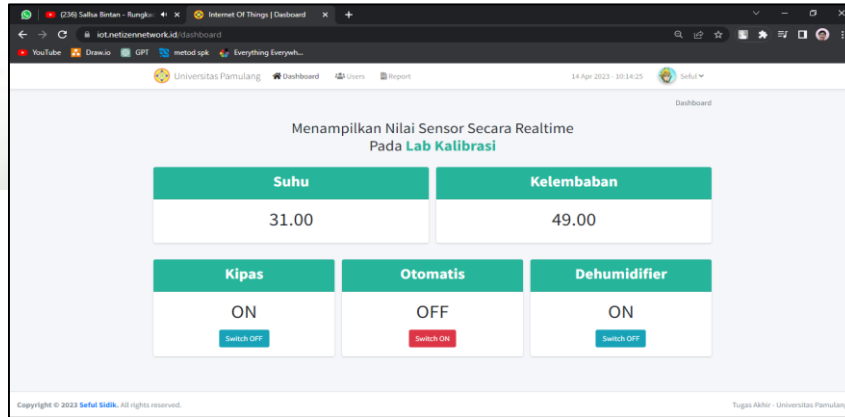 (236) Sallsa Bintan - Rungka
Internet Of Things | Dasboard
iot.netizennetwork.id/dashboard
YouTube Draw.io GPT metod spk Everything Everywh...
Universitas Pamulang Dashboard Users Report 14 Apr 2023 - 10:14:25 Seful
Dashboard
Menampilkan Nilai Sensor Secara Realtime
Pada Lab Kalibrasi
Suhu Kelembaban
31.00 49.00
Kipas Otomatis Dehumidifier
ON OFF ON
Switch OFF Switch ON Switch OFF
Copyright © 2023 Seful Sidik. All rights reserved. Tugas Akhir - Universitas Pamulang